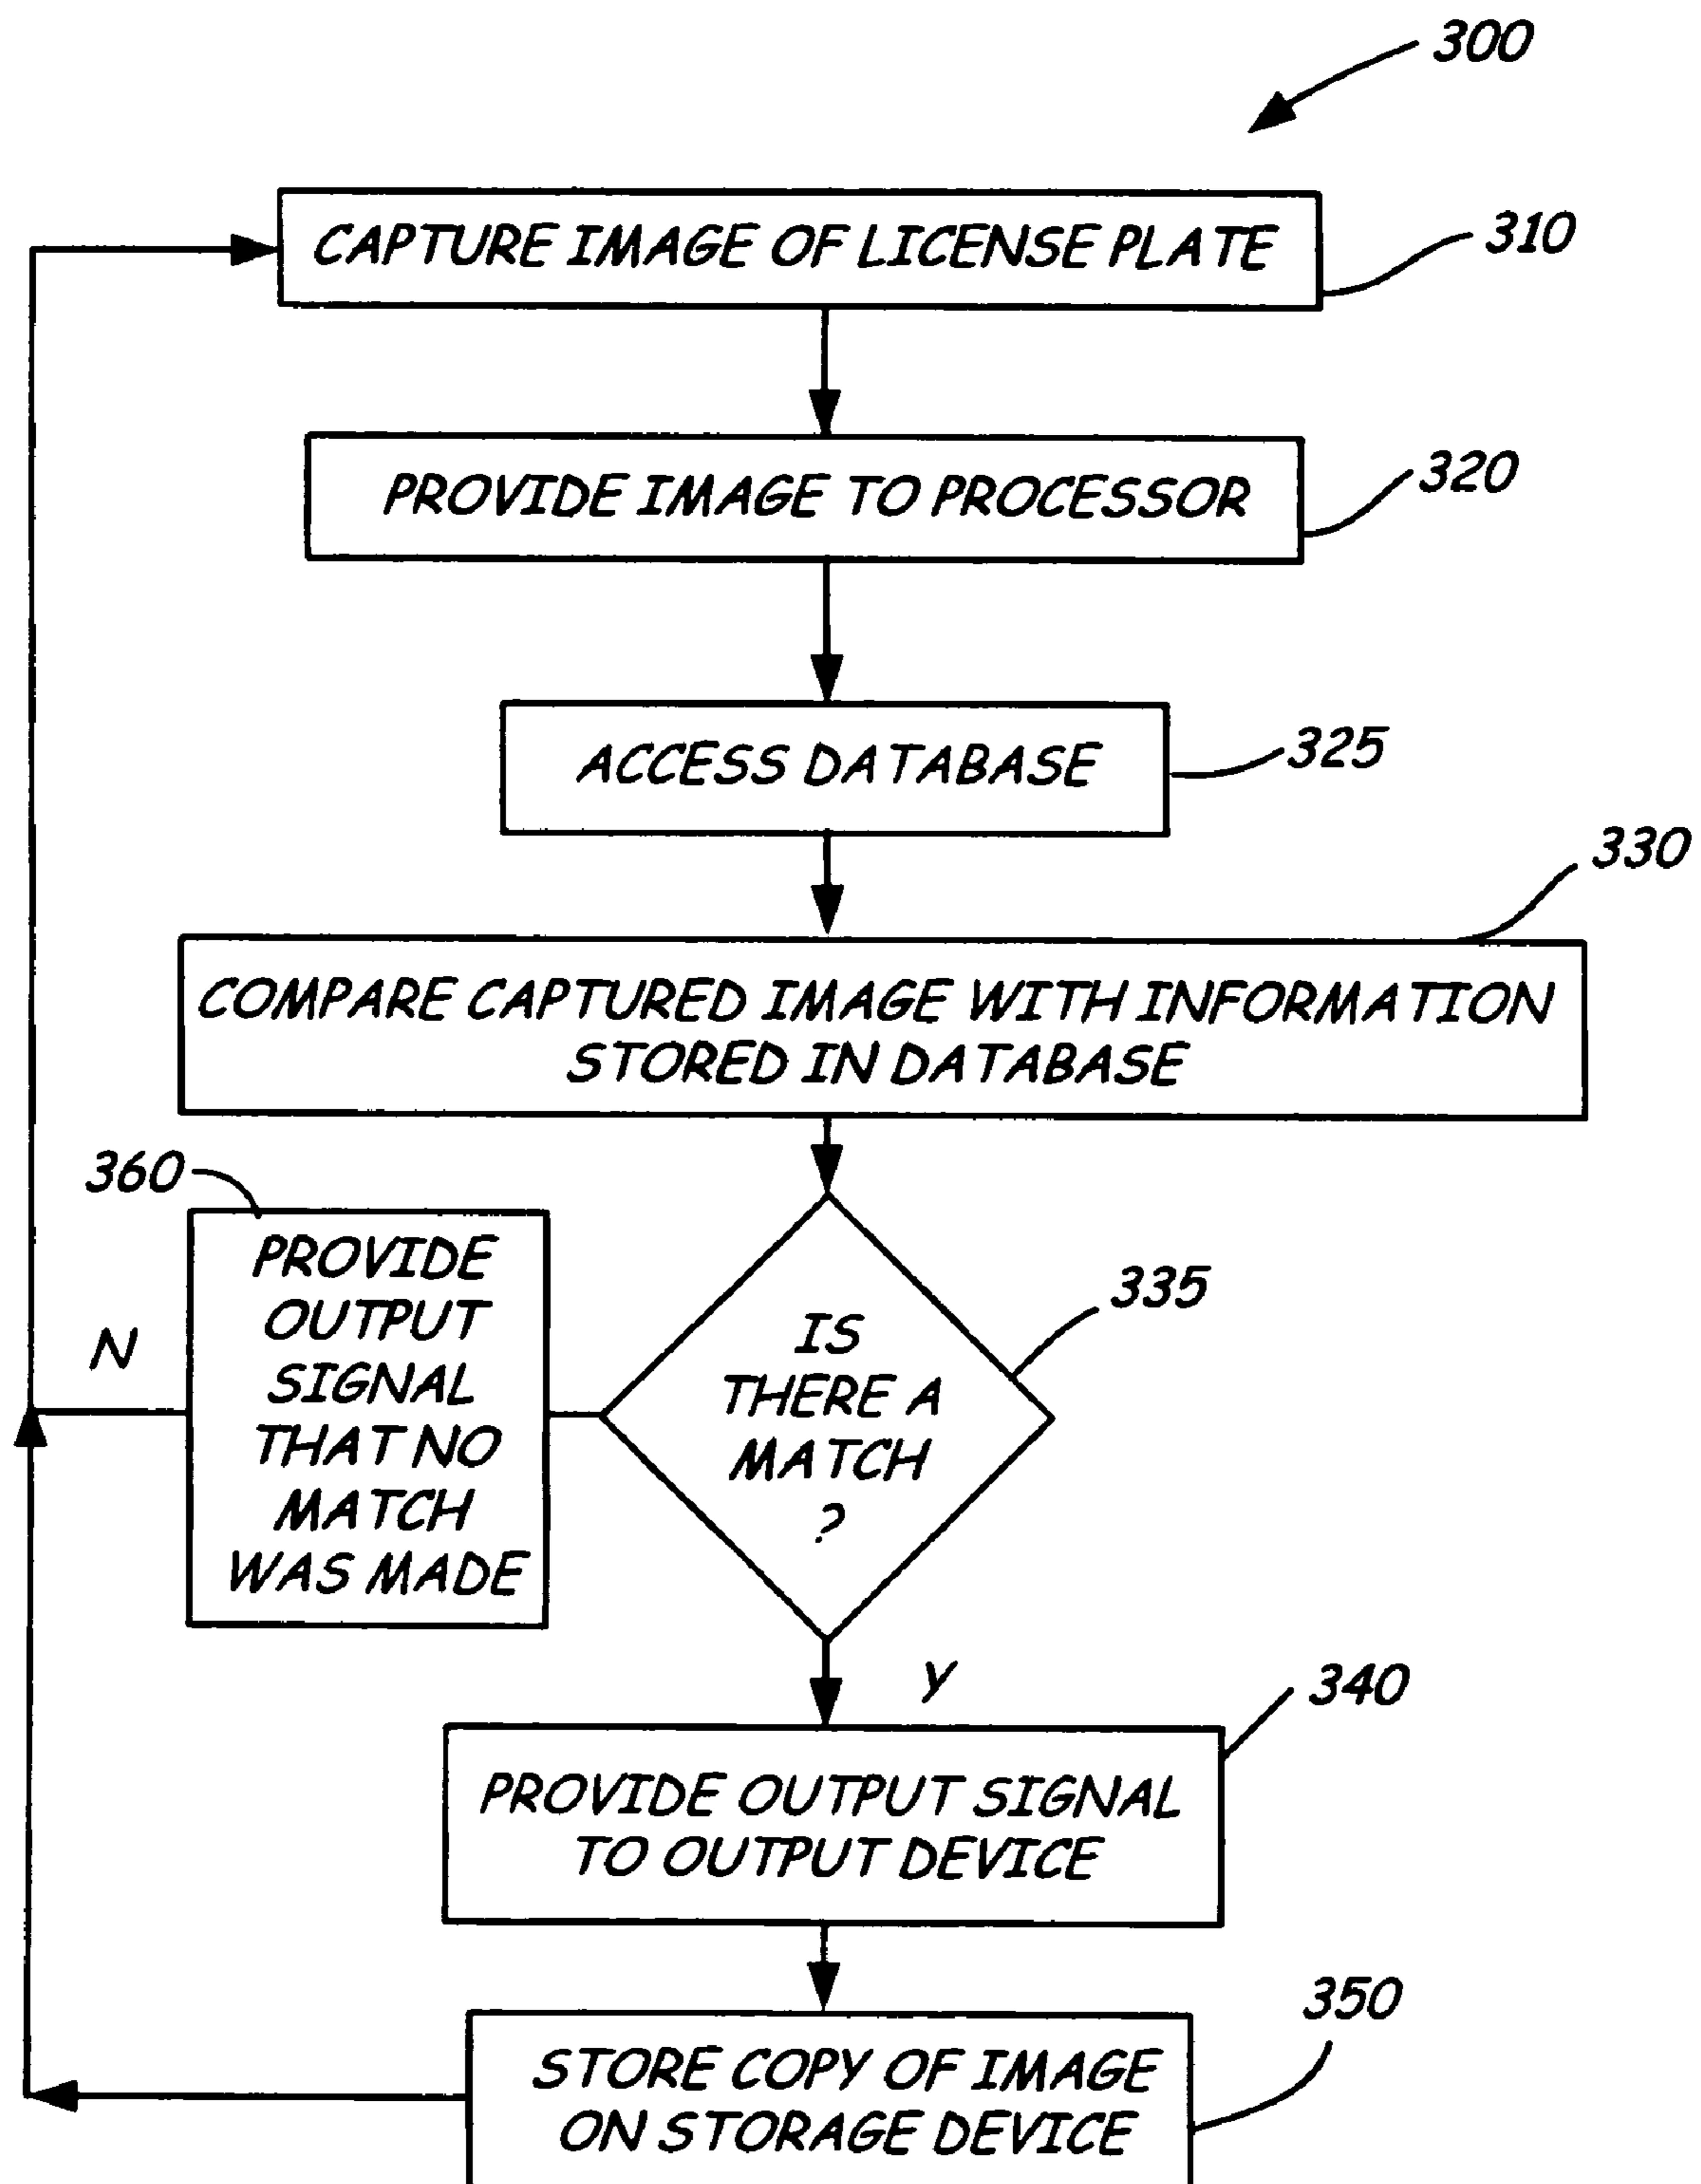 300
CAPTURE IMAGE OF LICENSE PLATE
310
PROVIDE IMAGE TO PROCESSOR
320
ACCESS DATABASE
325
330
COMPARE CAPTURED IMAGE WITH INFORMATION
STORED IN DATABASE
360
PROVIDE
OUTPUT
SIGNAL
THAT NO
MATCH
WAS MADE
N
IS
THERE A
MATCH
?
335
Y
340
PROVIDE OUTPUT SIGNAL
TO OUTPUT DEVICE
350
STORE COPY OF IMAGE
ON STORAGE DEVICE